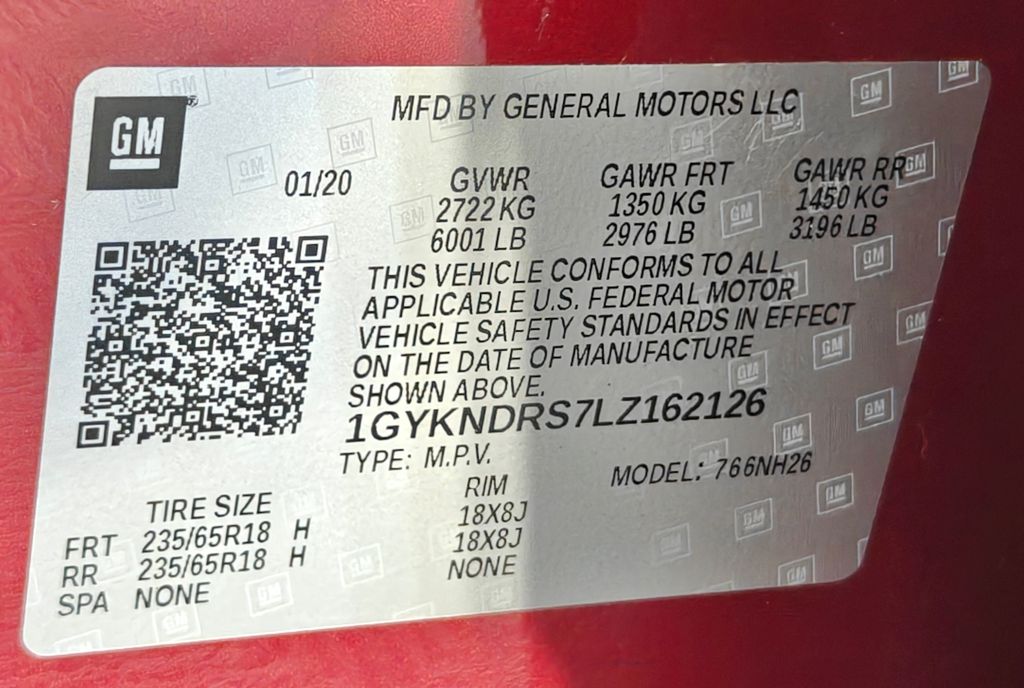 GM
MFD BY GENERAL MOTORS LLC
01/20 GVWR GAWR FRT GAWR RR
2722 KG 1350 KG 1450 KG
6001 LB 2976 LB 3196 LB
THIS VEHICLE CONFORMS TO ALL
APPLICABLE U.S. FEDERAL MOTOR
VEHICLE SAFETY STANDARDS IN EFFECT
ON THE DATE OF MANUFACTURE
SHOWN ABOVE.
1GYKNDRS7LZ162126
TYPE: M.P.V. MODEL: 766NH26
TIRE SIZE RIM
FRT 235/65R18 H 18X8J
RR 235/65R18 H 18X8J
SPA NONE NONE